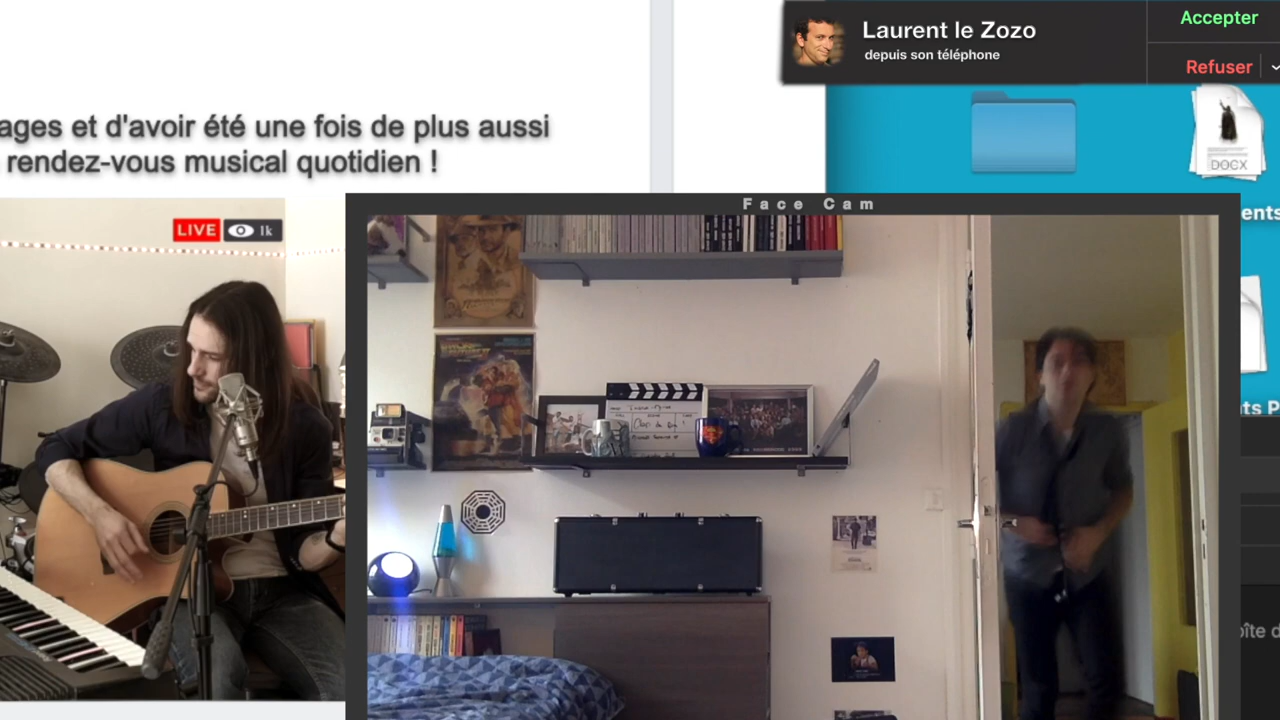 Laurent le Zozo
depuis son téléphone
Accepter
Refuser
ages et d'avoir été une fois de plus aussi
rendez-vous musical quotidien !
DOCX
Face Cam
LIVE
1k